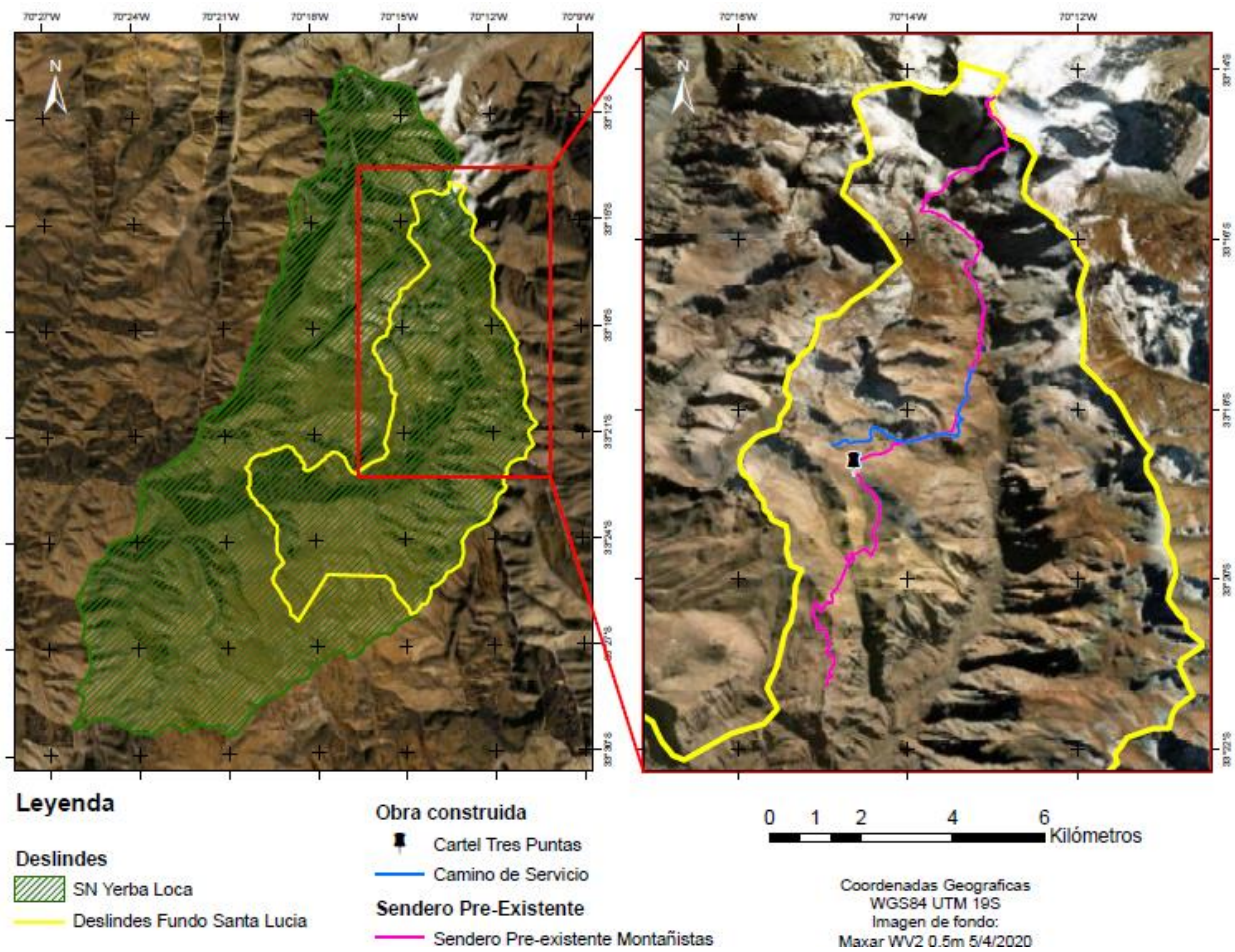 70°27'W 70°24'W 70°21'W 70°18'W 70°15'W 70°12'W 70°9'W
70°16'W 70°14'W 70°12'W
N
33°12'S
33°15'S
33°18'S
33°21'S
33°24'S
33°27'S
33°30'S
N
33°14'S
33°16'S
33°18'S
33°20'S
33°22'S
Leyenda
Deslindes
SN Yerba Loca
Deslindes Fundo Santa Lucia
Obra construida
Cartel Tres Puntas
Camino de Servicio
Sendero Pre-Existente
Sendero Pre-existente Montañistas
0 1 2 4 6
Kilómetros
Coordenadas Geograficas
WGS84 UTM 19S
Imagen de fondo:
Maxar WV2 0.5m 5/4/2020